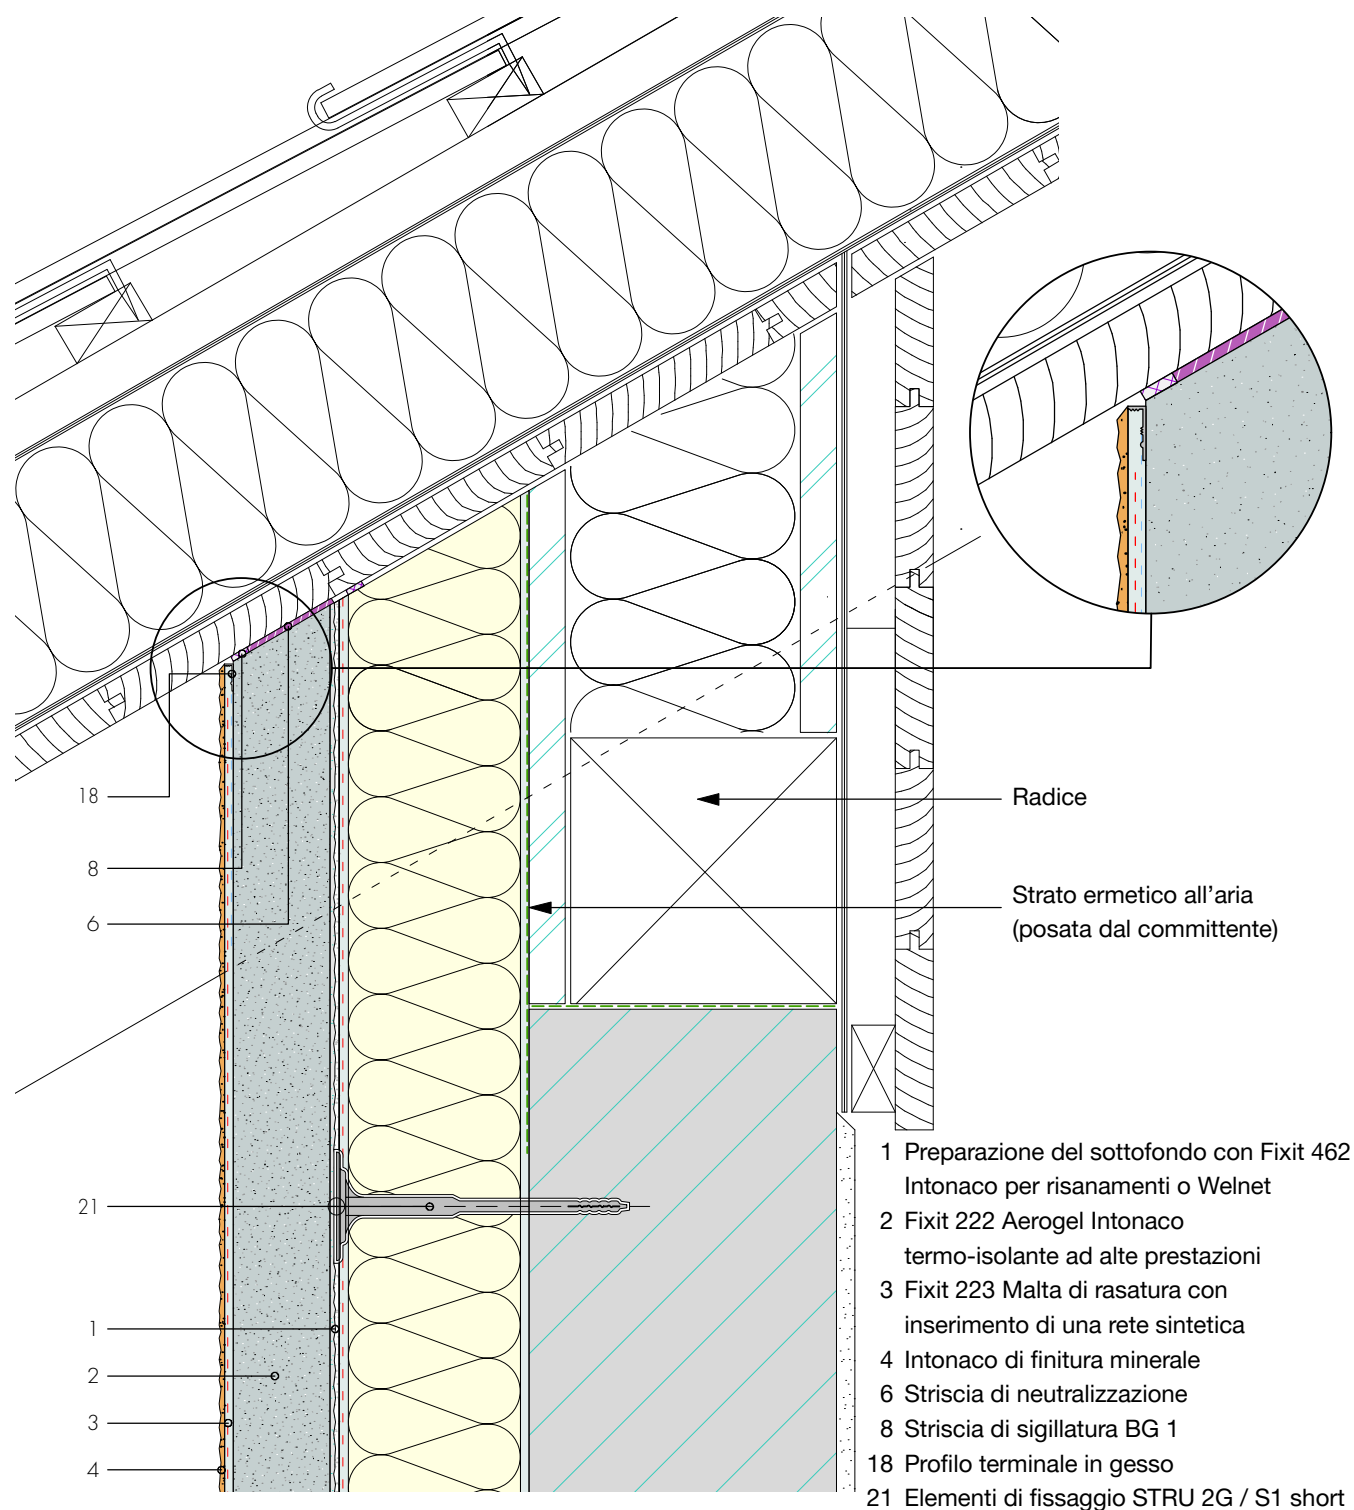 18
8
6
21
1
2
3
4
Radice
Strato ermetico all’aria
(posata dal committente)
1 Preparazione del sottofondo con Fixit 462
Intonaco per risanamenti o Welnet
2 Fixit 222 Aerogel Intonaco
termo-isolante ad alte prestazioni
3 Fixit 223 Malta di rasatura con
inserimento di una rete sintetica
4 Intonaco di finitura minerale
6 Striscia di neutralizzazione
8 Striscia di sigillatura BG 1
18 Profilo terminale in gesso
21 Elementi di fissaggio STRU 2G / S1 short